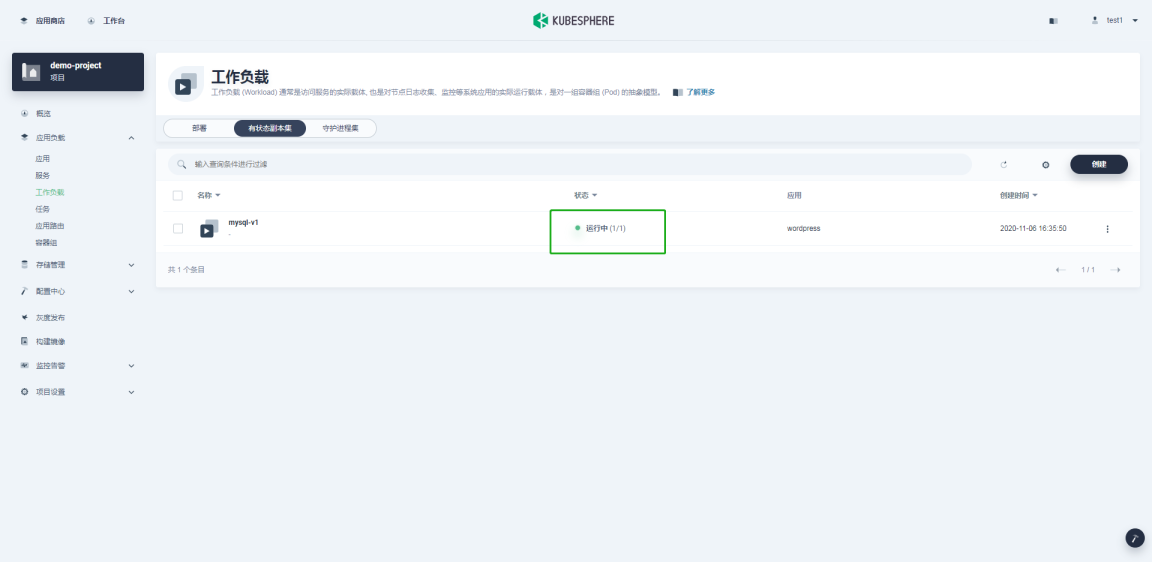 应用商店 工作台 KUBESPHERE test1
demo-project
项目
概览
应用负载
应用
服务
工作负载
任务
应用路由
容器组
存储管理
配置中心
灰度发布
构建镜像
监控告警
项目设置
工作负载
工作负载 (Workload) 通常是访问服务的实际载体, 也是对节点日志收集、监控等系统应用的实际运行载体，是对一组容器组 (Pod) 的抽象模型。 了解更多
部署 有状态副本集 守护进程集
输入查询条件进行过滤 创建
名称 状态 应用 创建时间
mysql-v1 运行中 (1/1) wordpress 2020-11-06 16:35:50
-
共 1 个条目 1 / 1